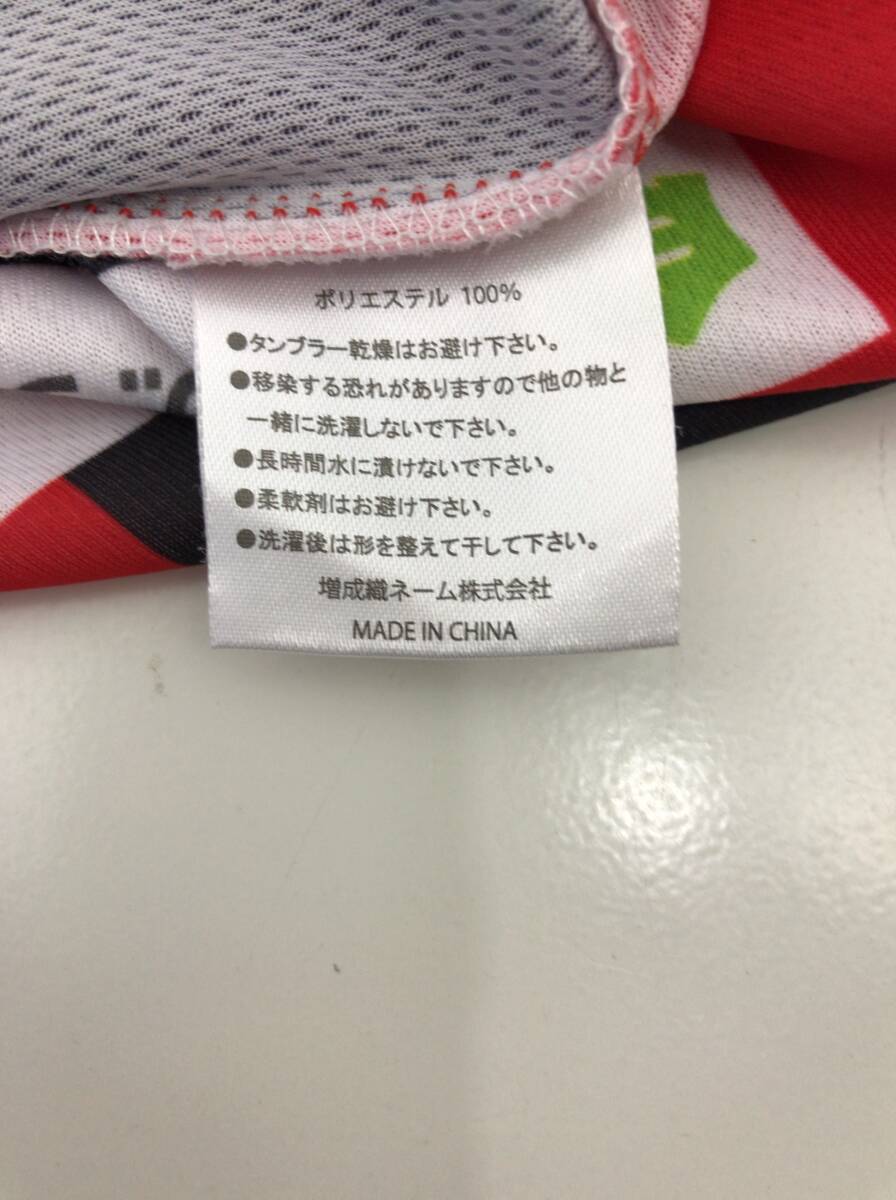 ポリエステル 100%
●タンブラー乾燥はお避け下さい。
●移染する恐れがありますので他の物と
一緒に洗濯しないで下さい。
●長時間水に漬けないで下さい。
●柔軟剤はお避け下さい。
●洗濯後は形を整えて干して下さい。
増成織ネーム株式会社
MADE IN CHINA